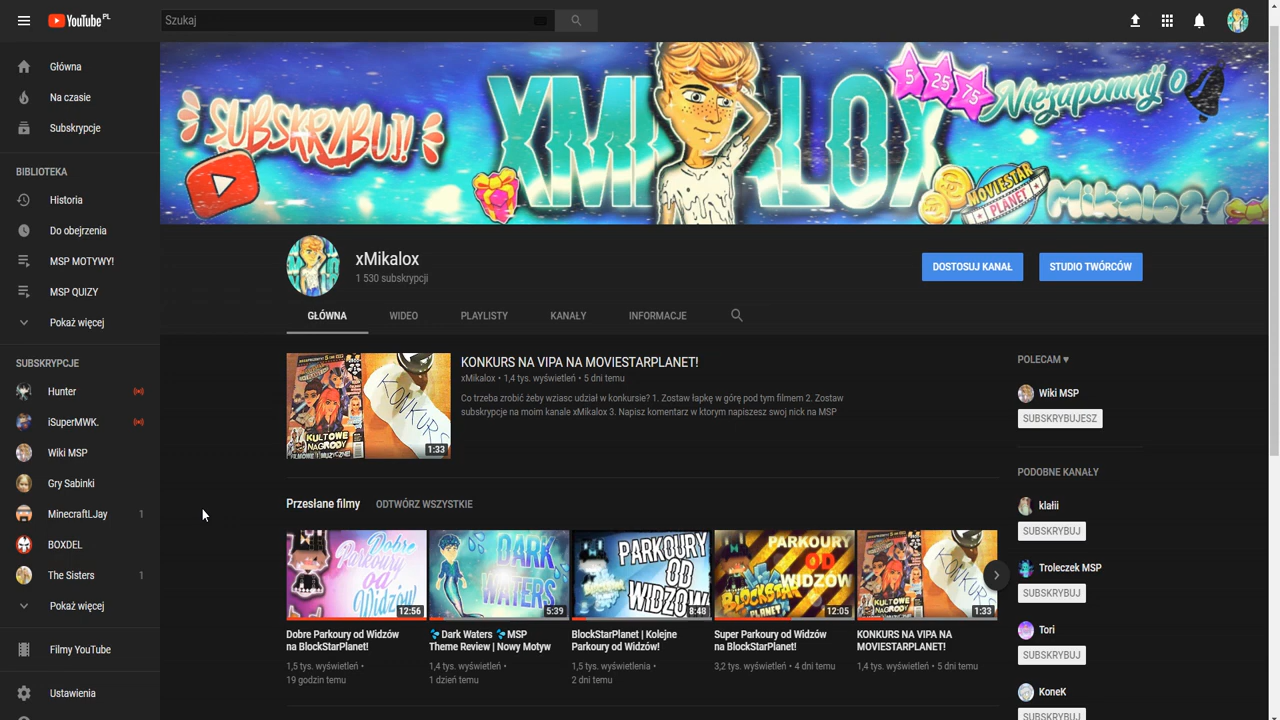 YouTube PL
Szukaj
Główna
Na czasie
Subskrypcje
BIBLIOTEKA
Historia
Do obejrzenia
MSP MOTYWY!
MSP QUIZY
Pokaż więcej
SUBSKRYPCJE
Hunter
iSuperMWK.
Wiki MSP
Gry Sabinki
MinecraftLJay 1
BOXDEL
The Sisters 1
Pokaż więcej
Filmy YouTube
Ustawienia
SUBSKRYBUJ!
XMIKALOX
5 25 75
Niezapomnij o
MOVIESTAR
PLANET
xMikalox
1 530 subskrypcji
DOSTOSUJ KANAŁ
STUDIO TWÓRCÓW
GŁÓWNA WIDEO PLAYLISTY KANAŁY INFORMACJE
KULTOWE
NAGRODY
KONKURS
1:33
KONKURS NA VIPA NA MOVIESTARPLANET!
xMikalox • 1,4 tys. wyświetleń • 5 dni temu
Co trzeba zrobić żeby wziasc udział w konkursie? 1. Zostaw łapkę w górę pod tym filmem 2. Zostaw
subskrypcje na moim kanale xMikalox 3. Napisz komentarz w ktorym napiszesz swoj nick na MSP
Przesłane filmy ODTWÓRZ WSZYSTKIE
Dobre
Parkoury
od
Widzów
12:56
Dobre Parkoury od Widzów
na BlockStarPlanet!
1,5 tys. wyświetleń •
19 godzin temu
DARK
WATERS
5:39
Dark Waters MSP
Theme Review | Nowy Motyw
1,4 tys. wyświetleń •
1 dzień temu
PARKOURY
OD
WIDZÓW
8:48
BlockStarPlanet | Kolejne
Parkoury od Widzów!
1,5 tys. wyświetlenia •
2 dni temu
PARKOURY
OD
WIDZÓW
BLOCKSTAR
PLANET
12:05
Super Parkoury od Widzów
na BlockStarPlanet!
3,2 tys. wyświetleń • 4 dni temu
KULTOWE
NAGRODY
KONKURS
1:33
KONKURS NA VIPA NA
MOVIESTARPLANET!
1,4 tys. wyświetleń • 5 dni temu
POLECAM ♥
Wiki MSP
SUBSKRYBUJESZ
PODOBNE KANAŁY
klalii
SUBSKRYBUJ
Troleczek MSP
SUBSKRYBUJ
Tori
SUBSKRYBUJ
KoneK
SUBSKRYBUJ